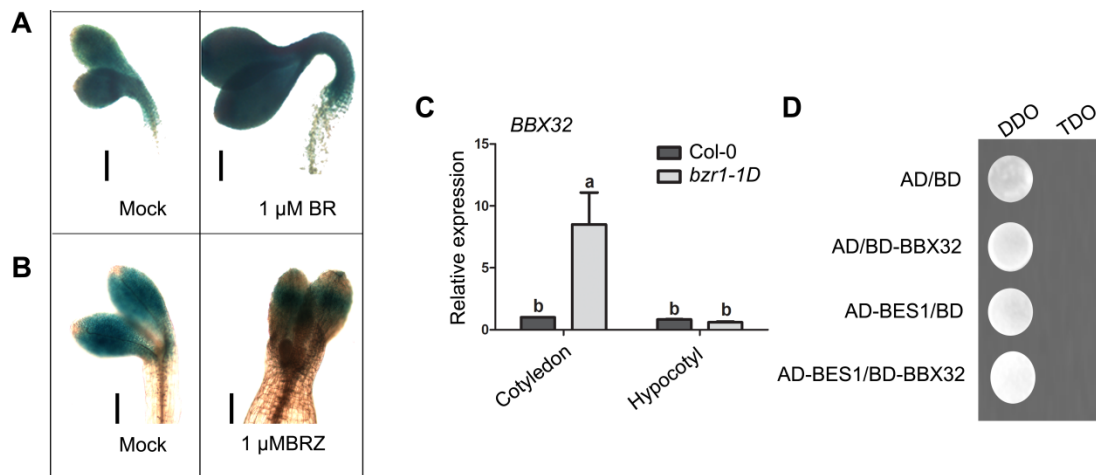 A
Mock
1 µM BR
B
Mock
1 µMBRZ
C
BBX32
Col-0
bzr1-1D
Relative expression
15
10
5
0
b
a
b
b
Cotyledon
Hypocotyl
D
DDO
TDO
AD/BD
AD/BD-BBX32
AD-BES1/BD
AD-BES1/BD-BBX32